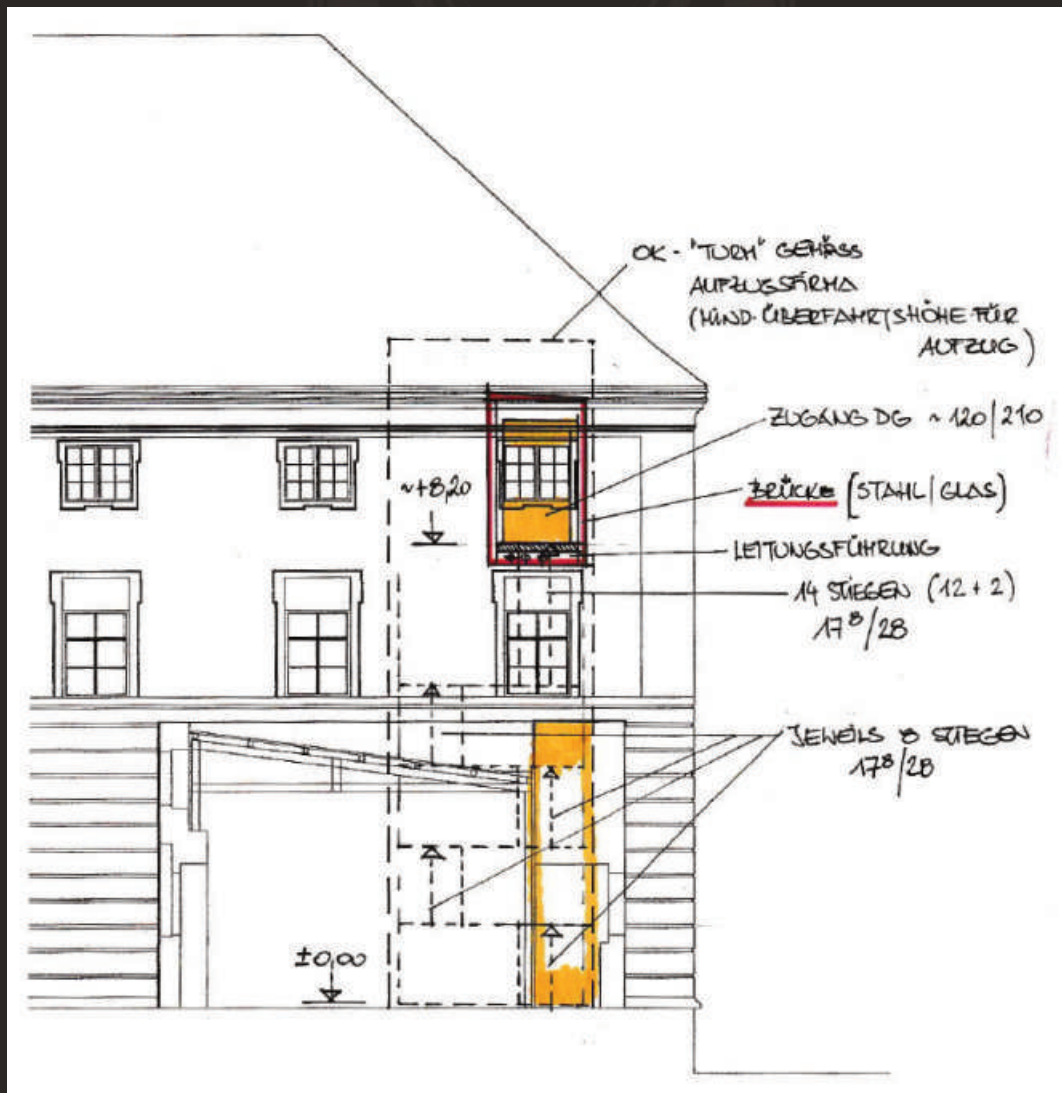 OK - "TURM" GEMÄSS
AUFZUGSFIRMA
(MIND. ÜBERFAHRTSHÖHE FÜR
AUFZUG)
ZUGANG DG ~ 120/210
~+8,20
BRÜCKE (STAHL/GLAS)
LEITUNGSFÜHRUNG
14 STIEGEN (12 + 2)
17⁸/28
JEWEILS 8 STIEGEN
17⁸/28
±0,00